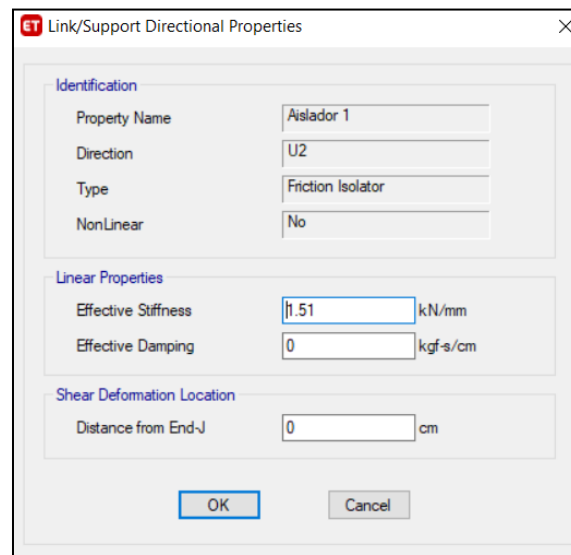 ET Link/Support Directional Properties
Identification
Property Name Aislador 1
Direction U2
Type Friction Isolator
NonLinear No
Linear Properties
Effective Stiffness 1.51 kN/mm
Effective Damping 0 kgf-s/cm
Shear Deformation Location
Distance from End-J 0 cm
OK Cancel